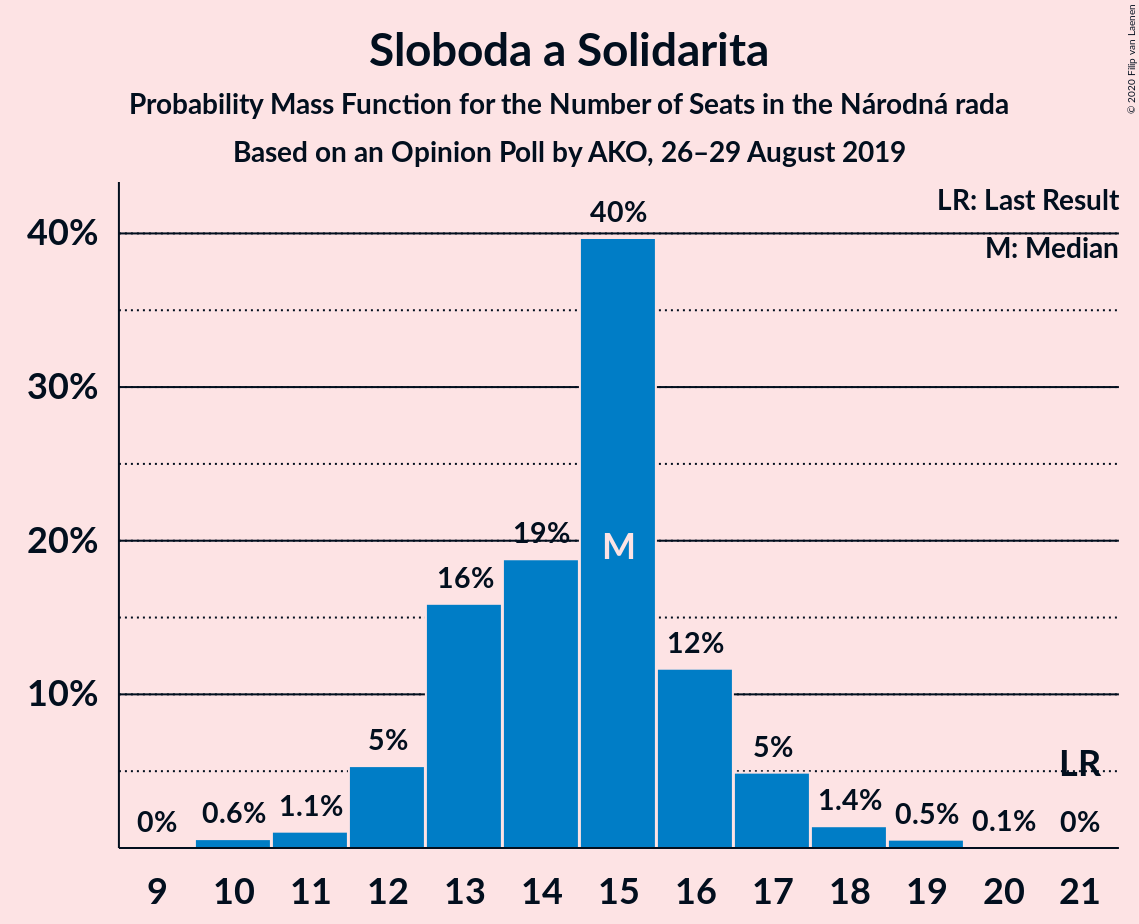 Sloboda a Solidarita
Probability Mass Function for the Number of Seats in the Národná rada
Based on an Opinion Poll by AKO, 26–29 August 2019
© 2020 Filip van Laenen
LR: Last Result
M: Median
40%
30%
20%
10%
0%
0.6%
1.1%
5%
16%
19%
40%
M
12%
5%
1.4%
0.5%
0.1%
LR
0%
9 10 11 12 13 14 15 16 17 18 19 20 21